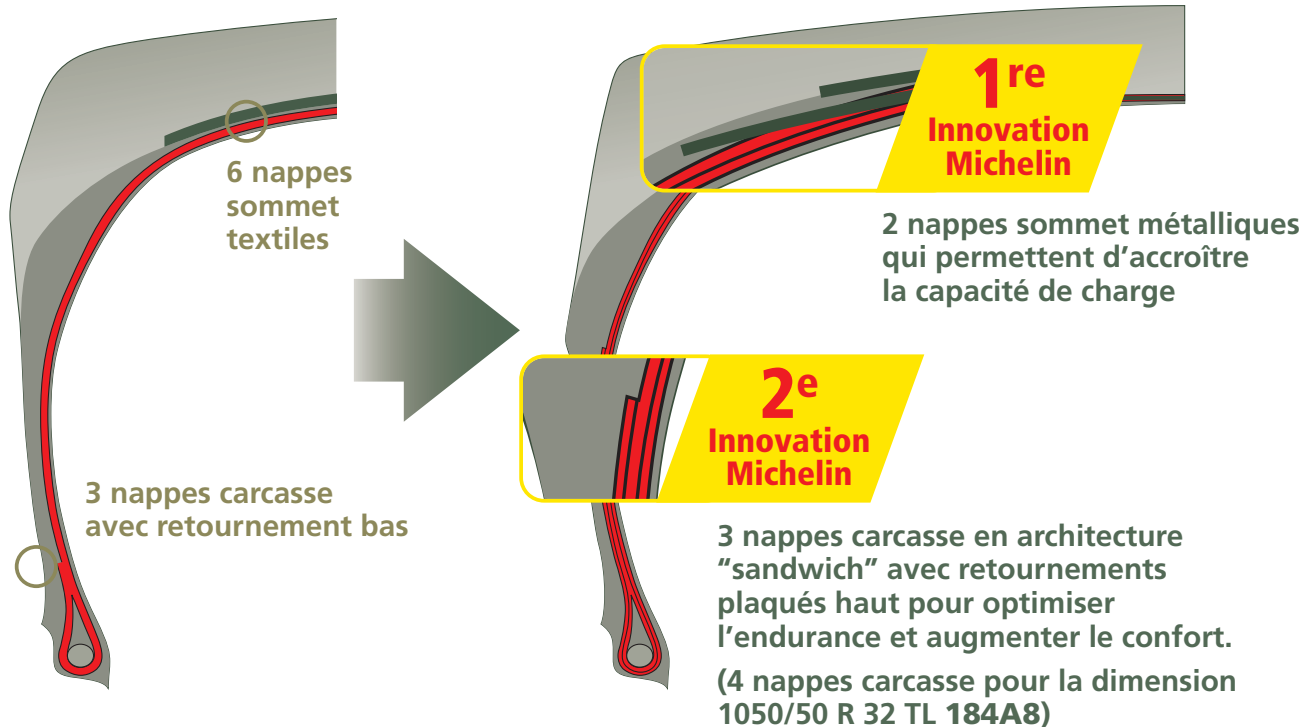 6 nappes
sommet
textiles
3 nappes carcasse
avec retournement bas
1re
Innovation
Michelin
2 nappes sommet métalliques
qui permettent d’accroître
la capacité de charge
2e
Innovation
Michelin
3 nappes carcasse en architecture
“sandwich” avec retournements
plaqués haut pour optimiser
l’endurance et augmenter le confort.
(4 nappes carcasse pour la dimension
1050/50 R 32 TL 184A8)